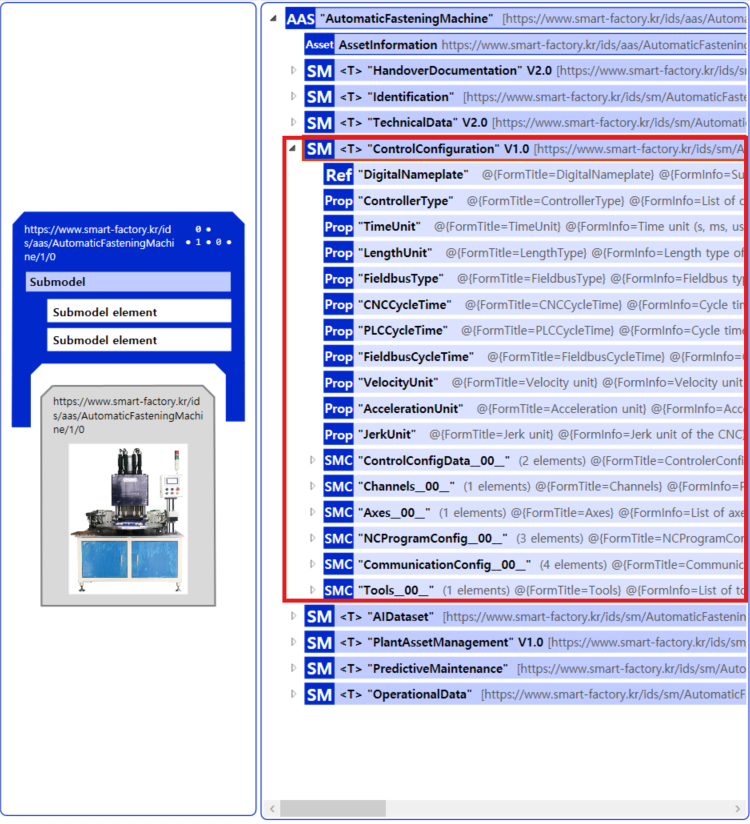 https://www.smart-factory.kr/id
s/aas/AutomaticFasteningMachi
ne/1/0
0
1 0
Submodel
Submodel element
Submodel element
https://www.smart-factory.kr/id
s/aas/AutomaticFasteningMachi
ne/1/0
AAS "AutomaticFasteningMachine" [https://www.smart-factory.kr/ids/aas/Autom
Asset AssetInformation https://www.smart-factory.kr/ids/aas/AutomaticFastening
SM <T> "HandoverDocumentation" V2.0 [https://www.smart-factory.kr/ids/s
SM <T> "Identification" [https://www.smart-factory.kr/ids/sm/AutomaticFaste
SM <T> "TechnicalData" V2.0 [https://www.smart-factory.kr/ids/sm/Automati
SM <T> "ControlConfiguration" V1.0 [https://www.smart-factory.kr/ids/sm/A
Ref "DigitalNameplate" @{FormTitle=DigitalNameplate} @{FormInfo=Su
Prop "ControllerType" @{FormTitle=ControllerType} @{FormInfo=List of c
Prop "TimeUnit" @{FormTitle=TimeUnit} @{FormInfo=Time unit (s, ms, us
Prop "LengthUnit" @{FormTitle=LengthType} @{FormInfo=Length type of
Prop "FieldbusType" @{FormTitle=FieldbusType} @{FormInfo=Fieldbus typ
Prop "CNCCycleTime" @{FormTitle=CNCCycleTime} @{FormInfo=Cycle tim
Prop "PLCCycleTime" @{FormTitle=PLCCycleTime} @{FormInfo=Cycle time
Prop "FieldbusCycleTime" @{FormTitle=FieldbusCycleTime} @{FormInfo=
Prop "VelocityUnit" @{FormTitle=Velocity unit} @{FormInfo=Velocity unit
Prop "AccelerationUnit" @{FormTitle=Acceleration unit} @{FormInfo=Acce
Prop "JerkUnit" @{FormTitle=Jerk unit} @{FormInfo=Jerk unit of the CNC
SMC "ControlConfigData__00__" (2 elements) @{FormTitle=ControlerConfi
SMC "Channels__00__" (1 elements) @{FormTitle=Channels} @{FormInfo=
SMC "Axes__00__" (1 elements) @{FormTitle=Axes} @{FormInfo=List of axe
SMC "NCProgramConfig__00__" (3 elements) @{FormTitle=NCProgramCon
SMC "CommunicationConfig__00__" (4 elements) @{FormTitle=Communic
SMC "Tools__00__" (1 elements) @{FormTitle=Tools} @{FormInfo=List of to
SM <T> "AIDataset" [https://www.smart-factory.kr/ids/sm/AutomaticFastenin
SM <T> "PlantAssetManagement" V1.0 [https://www.smart-factory.kr/ids/sm
SM <T> "PredictiveMaintenance" [https://www.smart-factory.kr/ids/sm/Auto
SM <T> "OperationalData" [https://www.smart-factory.kr/ids/sm/AutomaticF